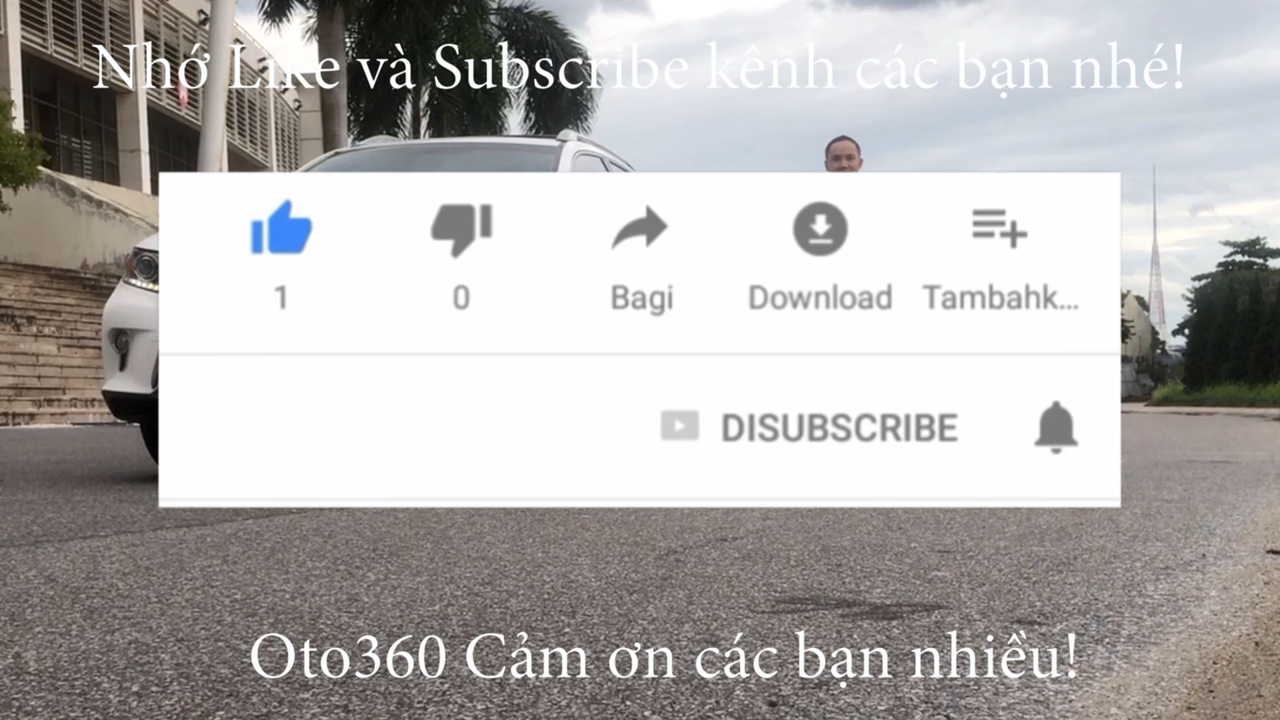 Nhớ Like và Subscribe kênh các bạn nhé!
1 0 Bagi Download Tambahk...
DISUBSCRIBE
Oto360 Cảm ơn các bạn nhiều!